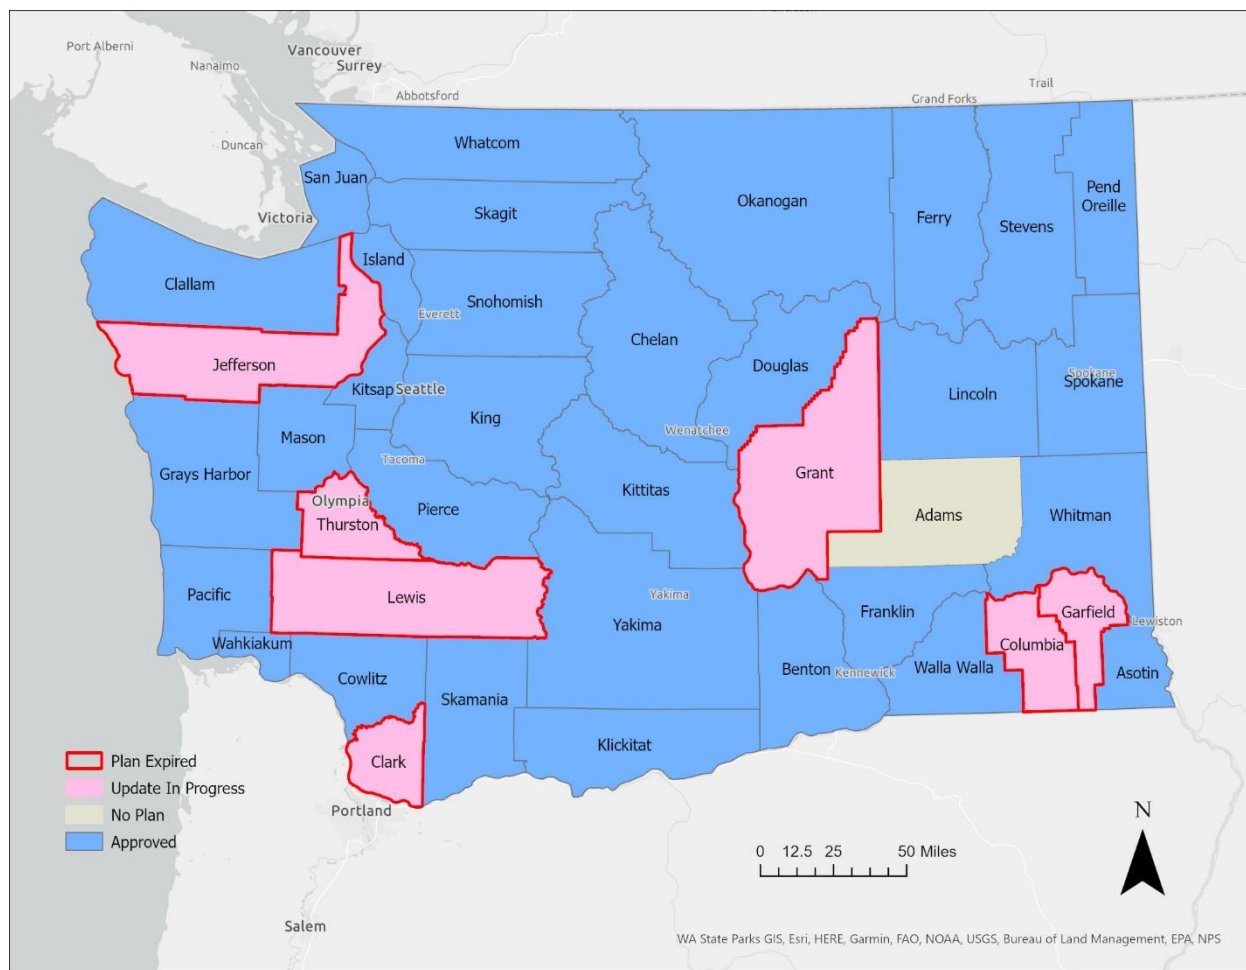 Port Alberni
Vancouver
Surrey
Nanaimo
Abbotsford
Trail
Grand Forks
Duncan
Whatcom
San Juan
Pend
Oreille
Okanogan
Victoria
Skagit
Ferry
Stevens
Island
Clallam
Snohomish
Everett
Chelan
Jefferson
Douglas
Spokane
Spokane
Kitsap
Seattle
Lincoln
King
Wenatchee
Mason
Tacoma
Grays Harbor
Grant
Kittitas
Olympia
Thurston
Pierce
Adams
Whitman
Pacific
Lewis
Yakima
Yakima
Franklin
Garfield
Lewiston
Wahkiakum
Columbia
Benton
Kennewick
Walla Walla
Asotin
Cowlitz
Skamania
Klickitat
Clark
Plan Expired
Update In Progress
No Plan
Approved
Portland
N
0 12.5 25 50 Miles
Salem
WA State Parks GIS, Esri, HERE, Garmin, FAO, NOAA, USGS, Bureau of Land Management, EPA, NPS